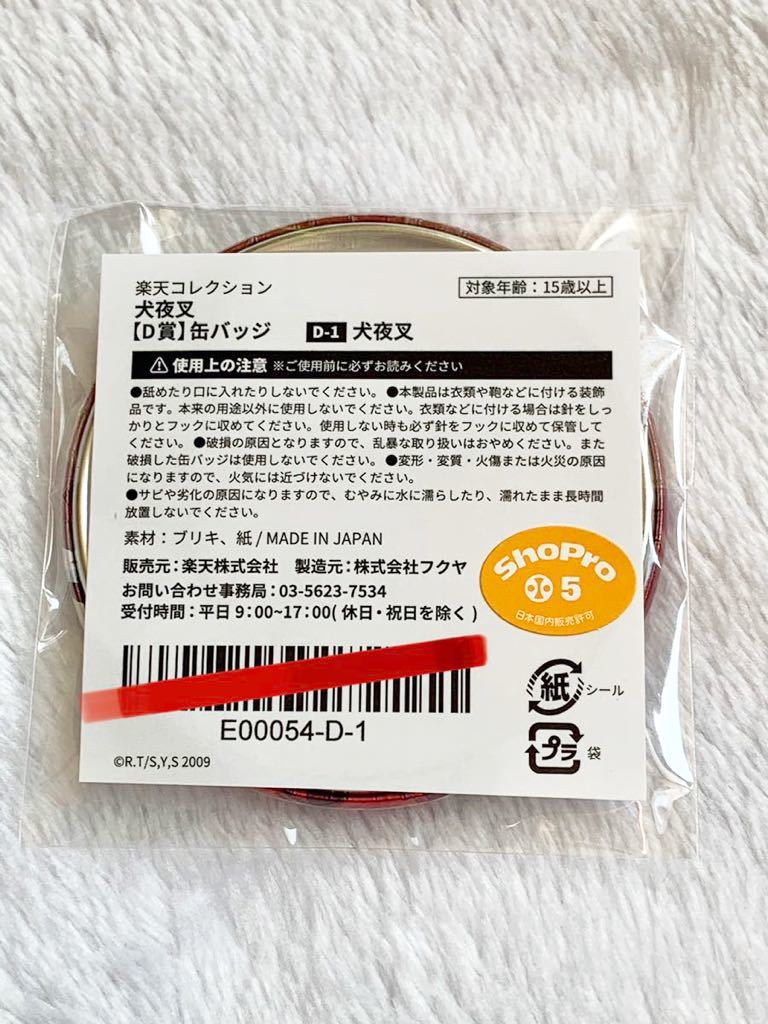 楽天コレクション
対象年齢：15歳以上
犬夜叉
【D賞】缶バッジ D-1 犬夜叉
⚠使用上の注意 ※ご使用前に必ずお読みください
●舐めたり口に入れたりしないでください。●本製品は衣類や鞄などに付ける装飾
品です。本来の用途以外に使用しないでください。衣類などに付ける場合は針をしっ
かりとフックに収めてください。使用しない時も必ず針をフックに収めて保管して
ください。●破損の原因となりますので、乱暴な取り扱いはおやめください。また
破損した缶バッジは使用しないでください。●変形・変質・火傷または火災の原因
になりますので、火気には近づけないでください。
●サビや劣化の原因になりますので、むやみに水に濡らしたり、濡れたまま長時間
放置しないでください。
素材：ブリキ、紙 / MADE IN JAPAN
販売元：楽天株式会社 製造元：株式会社フクヤ
お問い合わせ事務局：03-5623-7534
受付時間：平日 9：00~17：00( 休日・祝日を除く )
ShoPro
5
日本国内販売許可
E00054-D-1
紙 シール
プラ 袋
©R.T/S,Y,S 2009